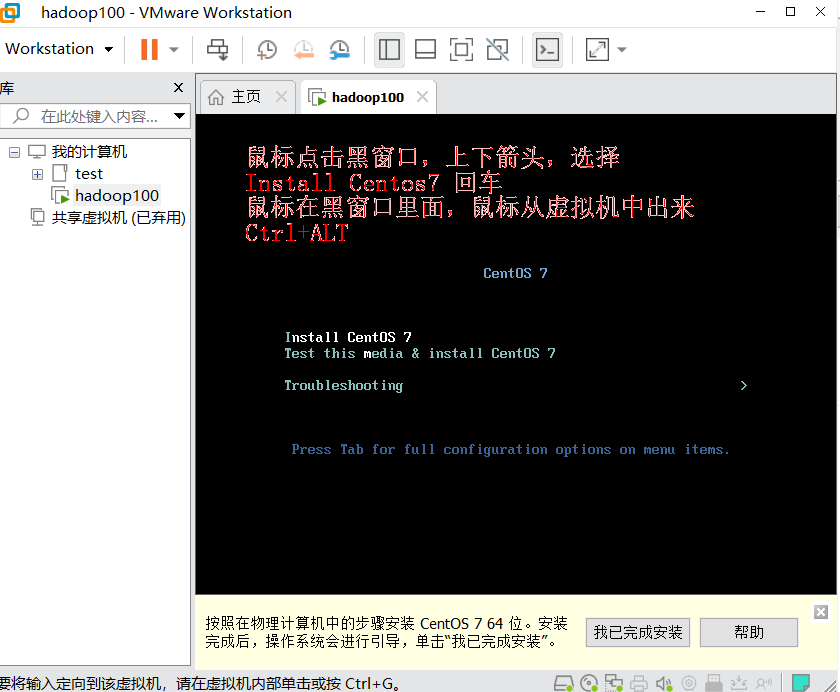 hadoop100 - VMware Workstation
Workstation
库
在此处键入内容...
我的计算机
test
hadoop100
共享虚拟机 (已弃用)
主页
hadoop100
鼠标点击黑窗口，上下箭头，选择
Install Centos7 回车
鼠标在黑窗口里面，鼠标从虚拟机中出来
Ctrl+ALT
CentOS 7
Install CentOS 7
Test this media & install CentOS 7
Troubleshooting
Press Tab for full configuration options on menu items.
按照在物理计算机中的步骤安装 CentOS 7 64 位。安装
完成后，操作系统会进行引导，单击“我已完成安装”。
我已完成安装
帮助
要将输入定向到该虚拟机，请在虚拟机内部单击或按 Ctrl+G。